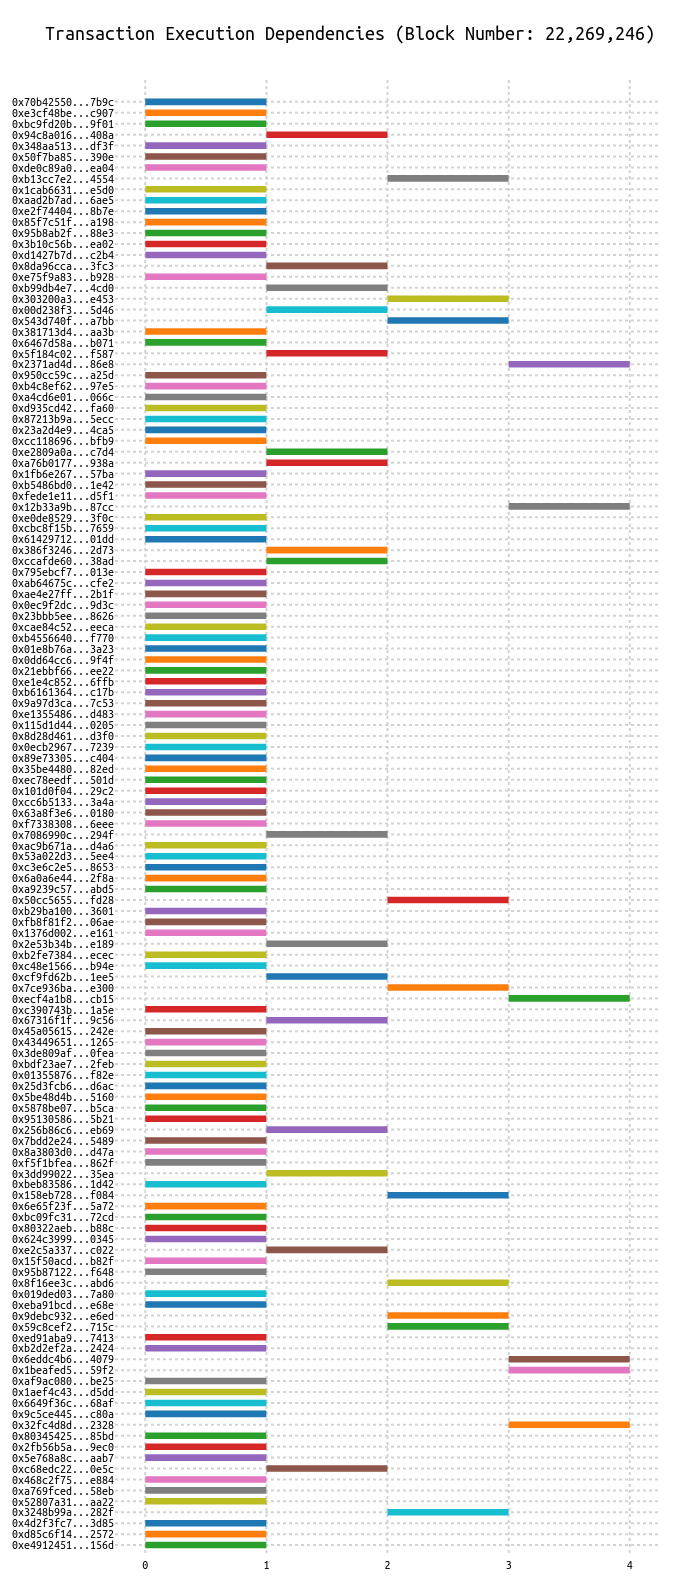 Transaction Execution Dependencies (Block Number: 22,269,246)
0x70b42550...7b9c
0xe3cf48be...c907
0xbc9fd20b...9f01
0x94c8a016...408a
0x348aa513...df3f
0x50f7ba85...390e
0xde0c89a0...ea04
0xb13cc7e2...4554
0x1cab6631...e5d0
0xaad2b7ad...6ae5
0xe2f74404...8b7e
0x85f7c51f...a198
0x95b8ab2f...88e3
0x3b10c56b...ea02
0xd1427b7d...c2b4
0x8da96cca...3fc3
0xe75f9a83...b928
0xb99db4e7...4cd0
0x303200a3...e453
0x00d238f3...5d46
0x543d740f...a7bb
0x381713d4...aa3b
0x6467d58a...b071
0x5f184c02...f587
0x2371ad4d...86e8
0x950cc59c...a25d
0xb4c8ef62...97e5
0xa4cd6e01...066c
0xd935cd42...fa60
0x87213b9a...5ecc
0x23a2d4e9...4ca5
0xcc118696...bfb9
0xe2809a0a...c7d4
0xa76b0177...938a
0x1fb6e267...57ba
0xb5486bd0...1e42
0xfede1e11...d5f1
0x12b33a9b...87cc
0xe0de8529...3f0c
0xcbc8f15b...7659
0x61429712...01dd
0x386f3246...2d73
0xccafde60...38ad
0x795ebcf7...013e
0xab64675c...cfe2
0xae4e27ff...2b1f
0x0ec9f2dc...9d3c
0x23bbb5ee...8626
0xcae84c52...eeca
0xb4556640...f770
0x01e8b76a...3a23
0x0dd64cc6...9f4f
0x21ebbf66...ee22
0xe1e4c852...6ffb
0xb6161364...c17b
0x9a97d3ca...7c53
0xe1355486...d483
0x115d1d44...0205
0x8d28d461...d3f0
0x0ecb2967...7239
0x89e73305...c404
0x35be4480...82ed
0xec78eedf...501d
0x101d0f04...29c2
0xcc6b5133...3a4a
0x63a8f3e6...0180
0xf7338308...6eee
0x7086990c...294f
0xac9b671a...d4a6
0x53a022d3...5ee4
0xc3e6c2e5...8653
0x6a0a6e44...2f8a
0xa9239c57...abd5
0x50cc5655...fd28
0xb29ba100...3601
0xfb8f81f2...06ae
0x1376d002...e161
0x2e53b34b...e189
0xb2fe7384...ecec
0xc48e1566...b94e
0xcf9fd62b...1ee5
0x7ce936ba...e300
0xecf4a1b8...cb15
0xc390743b...1a5e
0x67316f1f...9c56
0x45a05615...242e
0x43449651...1265
0x3de809af...0fea
0xbdf23ae7...2feb
0x01355876...f82e
0x25d3fcb6...d6ac
0x5be48d4b...5160
0x5878be07...b5ca
0x95130586...5b21
0x256b86c6...eb69
0x7bdd2e24...5489
0x8a3803d0...d47a
0xf5f1bfea...862f
0x3dd99022...35ea
0xbeb83586...1d42
0x158eb728...f084
0x6e65f23f...5a72
0xbc09fc31...72cd
0x80322aeb...b88c
0x624c3999...0345
0xe2c5a337...c022
0x15f50acd...b82f
0x95b87122...f648
0x8f16ee3c...abd6
0x019ded03...7a80
0xeba91bcd...e68e
0x9debc932...e6ed
0x59c8cef2...715c
0xed91aba9...7413
0xb2d2ef2a...2424
0x6eddc4b6...4079
0x1beafed5...59f2
0xaf9ac080...be25
0x1aef4c43...d5dd
0x6649f36c...68af
0x9c5ce445...c80a
0x32fc4d8d...2328
0x80345425...85bd
0x2fb56b5a...9ec0
0x5e768a8c...aab7
0xc68edc22...0e5c
0x468c2f75...e884
0xa769fced...58eb
0x52807a31...aa22
0x3248b99a...282f
0x4d2f3fc7...3d85
0xd85c6f14...2572
0xe4912451...156d
0 1 2 3 4